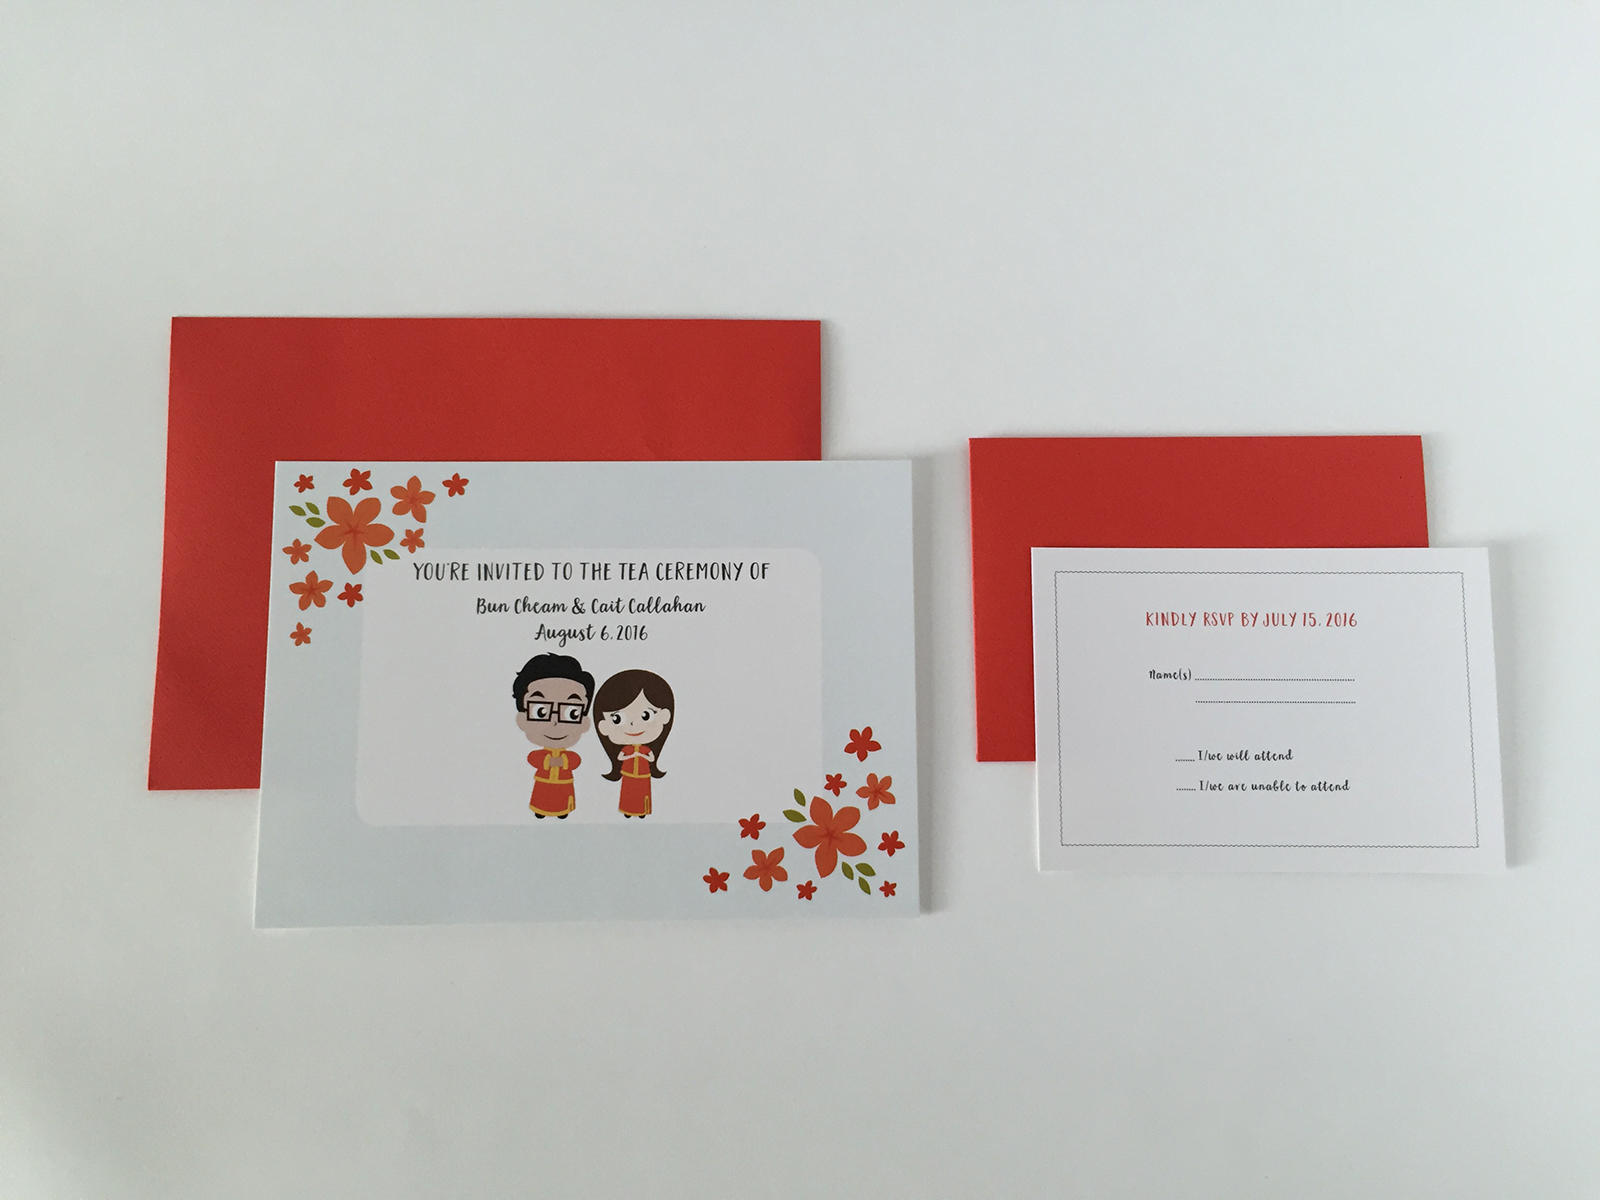 YOU'RE INVITED TO THE TEA CEREMONY OF
Bun Cheam & Cait Callahan
August 6, 2016
KINDLY RSVP BY JULY 15, 2016
Name(s)
I/we will attend
I/we are unable to attend